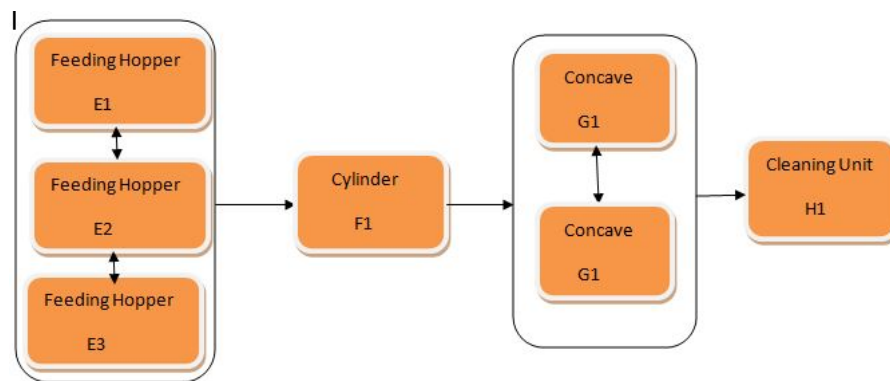 Feeding Hopper
E1
Feeding Hopper
E2
Feeding Hopper
E3
Cylinder
F1
Concave
G1
Concave
G1
Cleaning Unit
H1